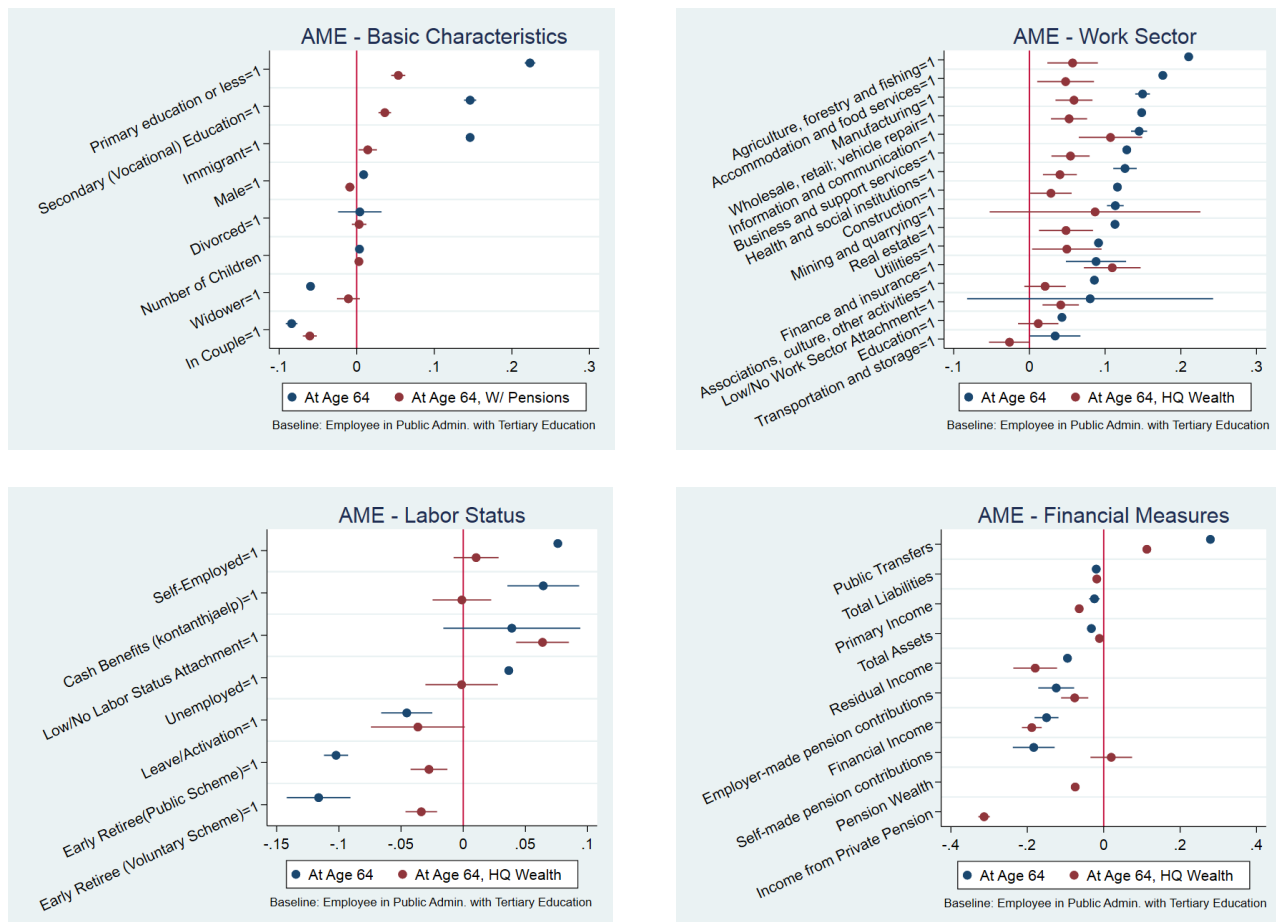 AME - Basic Characteristics
Primary education or less=1
Secondary (Vocational) Education=1
Immigrant=1
Male=1
Divorced=1
Number of Children
Widower=1
In Couple=1
-.1 0 .1 .2 .3
At Age 64 At Age 64, W/ Pensions
Baseline: Employee in Public Admin. with Tertiary Education
AME - Work Sector
Agriculture, forestry and fishing=1
Accommodation and food services=1
Manufacturing=1
Wholesale, retail; vehicle repair=1
Information and communication=1
Business and support services=1
Health and social institutions=1
Construction=1
Mining and quarrying=1
Real estate=1
Utilities=1
Finance and insurance=1
Associations, culture, other activities=1
Low/No Work Sector Attachment=1
Education=1
Transportation and storage=1
-.1 0 .1 .2 .3
At Age 64 At Age 64, HQ Wealth
Baseline: Employee in Public Admin. with Tertiary Education
AME - Labor Status
Self-Employed=1
Cash Benefits (kontanthjaelp)=1
Low/No Labor Status Attachment=1
Unemployed=1
Leave/Activation=1
Early Retiree(Public Scheme)=1
Early Retiree (Voluntary Scheme)=1
-.15 -.1 -.05 0 .05 .1
At Age 64 At Age 64, HQ Wealth
Baseline: Employee in Public Admin. with Tertiary Education
AME - Financial Measures
Public Transfers
Total Liabilities
Primary Income
Total Assets
Residual Income
Employer-made pension contributions
Financial Income
Self-made pension contributions
Pension Wealth
Income from Private Pension
-.4 -.2 0 .2 .4
At Age 64 At Age 64, HQ Wealth
Baseline: Employee in Public Admin. with Tertiary Education